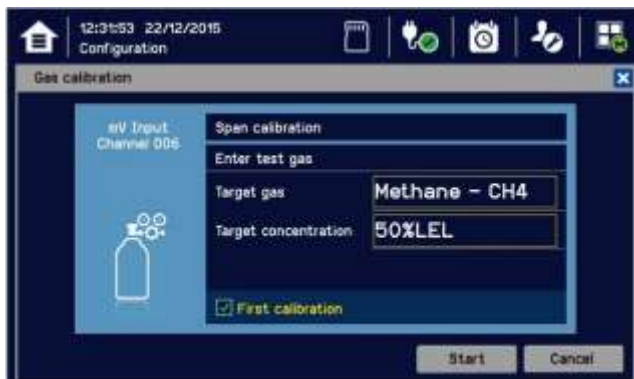 12:31:53 22/12/2015
Configuration
Gas calibration
mV Input
Channel 006
Span calibration
Enter test gas
Target gas
Methane - CH4
Target concentration
50%LEL
First calibration
Start
Cancel